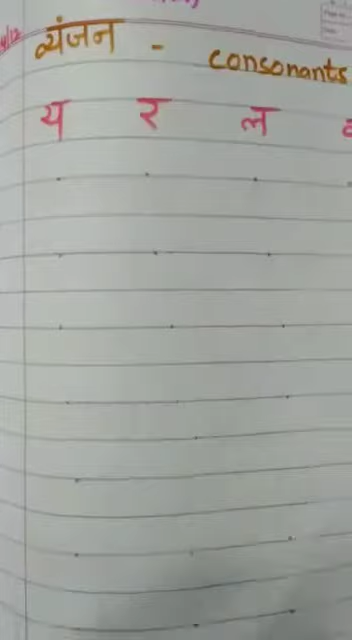 व्यंजन - consonants
य र ल